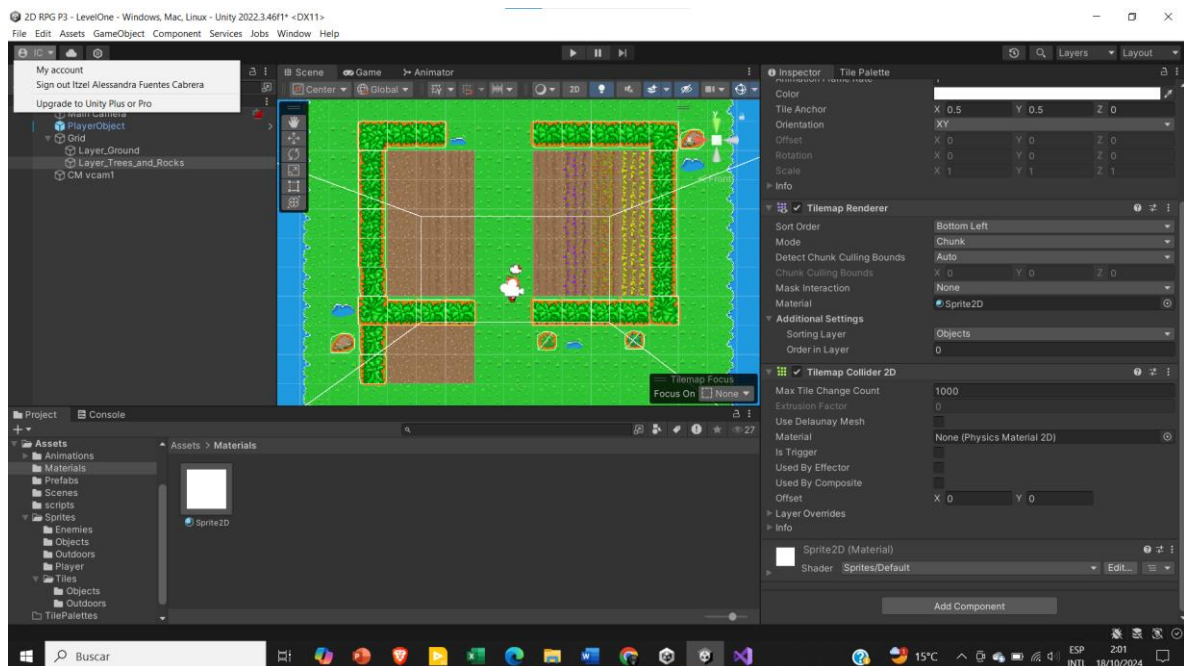 2D RPG P3 - LevelOne - Windows, Mac, Linux - Unity 2022.3.46f1* <DX11>
File Edit Assets GameObject Component Services Jobs Window Help
IC
Layers Layout
My account
Sign out Itzel Alessandra Fuentes Cabrera
Upgrade to Unity Plus or Pro
Main Camera
PlayerObject
Grid
Layer_Ground
Layer_Trees_and_Rocks
CM vcam1
Scene Game Animator
Center Global 2D
Front
Tilemap Focus
Focus On None
Inspector Tile Palette
Animation Frame Rate 1
Color
Tile Anchor X 0.5 Y 0.5 Z 0
Orientation XY
Offset X 0 Y 0 Z 0
Rotation X 0 Y 0 Z 0
Scale X 1 Y 1 Z 1
Info
Tilemap Renderer
Sort Order Bottom Left
Mode Chunk
Detect Chunk Culling Bounds Auto
Chunk Culling Bounds X 0 Y 0 Z 0
Mask Interaction None
Material Sprite2D
Additional Settings
Sorting Layer Objects
Order in Layer 0
Tilemap Collider 2D
Max Tile Change Count 1000
Extrusion Factor 0
Use Delaunay Mesh
Material None (Physics Material 2D)
Is Trigger
Used By Effector
Used By Composite
Offset X 0 Y 0
Layer Overrides
Info
Sprite2D (Material)
Shader Sprites/Default Edit...
Add Component
Project Console
27
Assets
Animations
Materials
Prefabs
Scenes
scripts
Sprites
Enemies
Objects
Outdoors
Player
Tiles
Objects
Outdoors
TilePalettes
Assets > Materials
Sprite2D
Buscar
15°C
ESP
INTL
2:01
18/10/2024